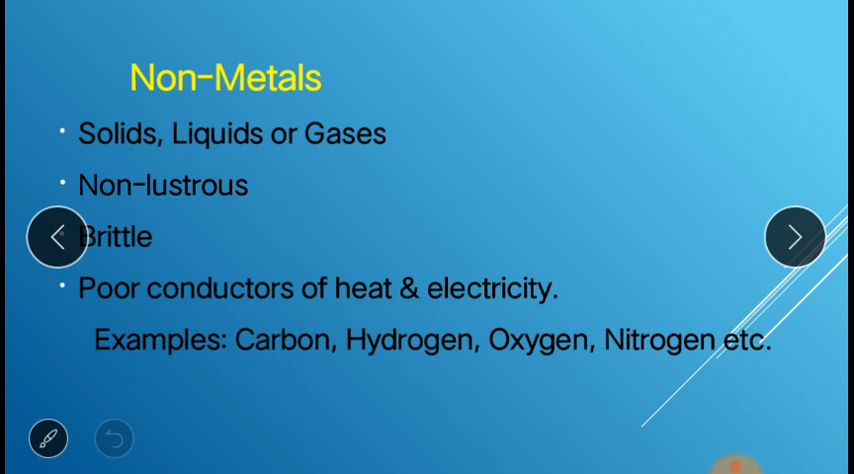 Non-Metals
Solids, Liquids or Gases
Non-lustrous
Brittle
Poor conductors of heat & electricity.
Examples: Carbon, Hydrogen, Oxygen, Nitrogen etc.